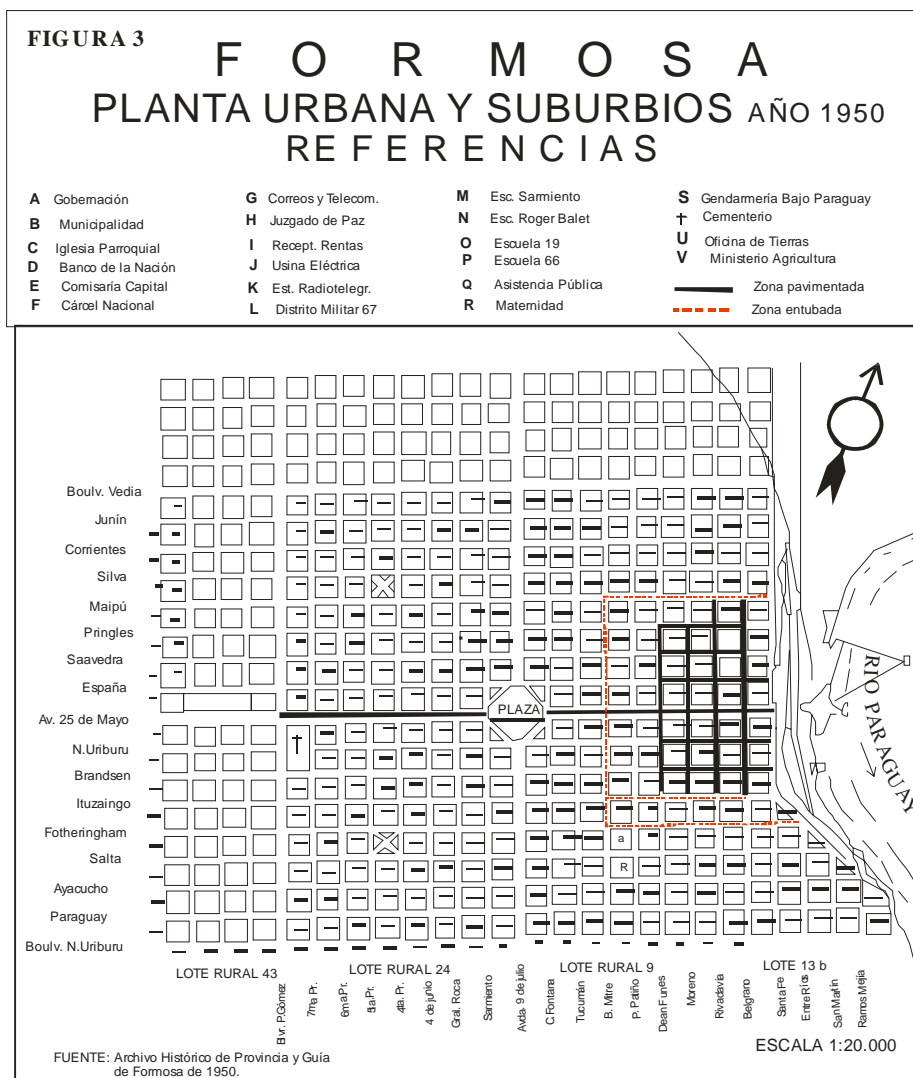 FIGURA 3
FORMOSA
PLANTA URBANA Y SUBURBIOS AÑO 1950
REFERENCIAS
A Gobernación
B Municipalidad
C Iglesia Parroquial
D Banco de la Nación
E Comisaría Capital
F Cárcel Nacional
G Correos y Telecom.
H Juzgado de Paz
I Recept. Rentas
J Usina Eléctrica
K Est. Radiotelegr.
L Distrito Militar 67
M Esc. Sarmiento
N Esc. Roger Balet
O Escuela 19
P Escuela 66
Q Asistencia Pública
R Maternidad
S Gendarmería Bajo Paraguay
† Cementerio
U Oficina de Tierras
V Ministerio Agricultura
Zona pavimentada
Zona entubada
Boulv. Vedia
Junín
Corrientes
Silva
Maipú
Pringles
Saavedra
España
Av. 25 de Mayo
N.Uriburu
Brandsen
Ituzaingo
Fotheringham
Salta
Ayacucho
Paraguay
Boulv. N.Uriburu
PLAZA
a
R
RIO PARAGUAY
LOTE RURAL 43
LOTE RURAL 24
LOTE RURAL 9
LOTE 13 b
Bvr. P.Gómez
7ma Pr.
6ma.Pr.
5a.Pr.
4ta. Pr.
4 de junio
Gral. Roca
Sarmiento
Avda. 9 de julio
C.Fontana
Tucumán
B. Mitre
P. Patiño
Dean Funes
Moreno
Rivadavia
Belgrano
Santa Fe
Entre Ríos
San Martín
Ramos Mejía
ESCALA 1:20.000
FUENTE: Archivo Histórico de Provincia y Guía
de Formosa de 1950.